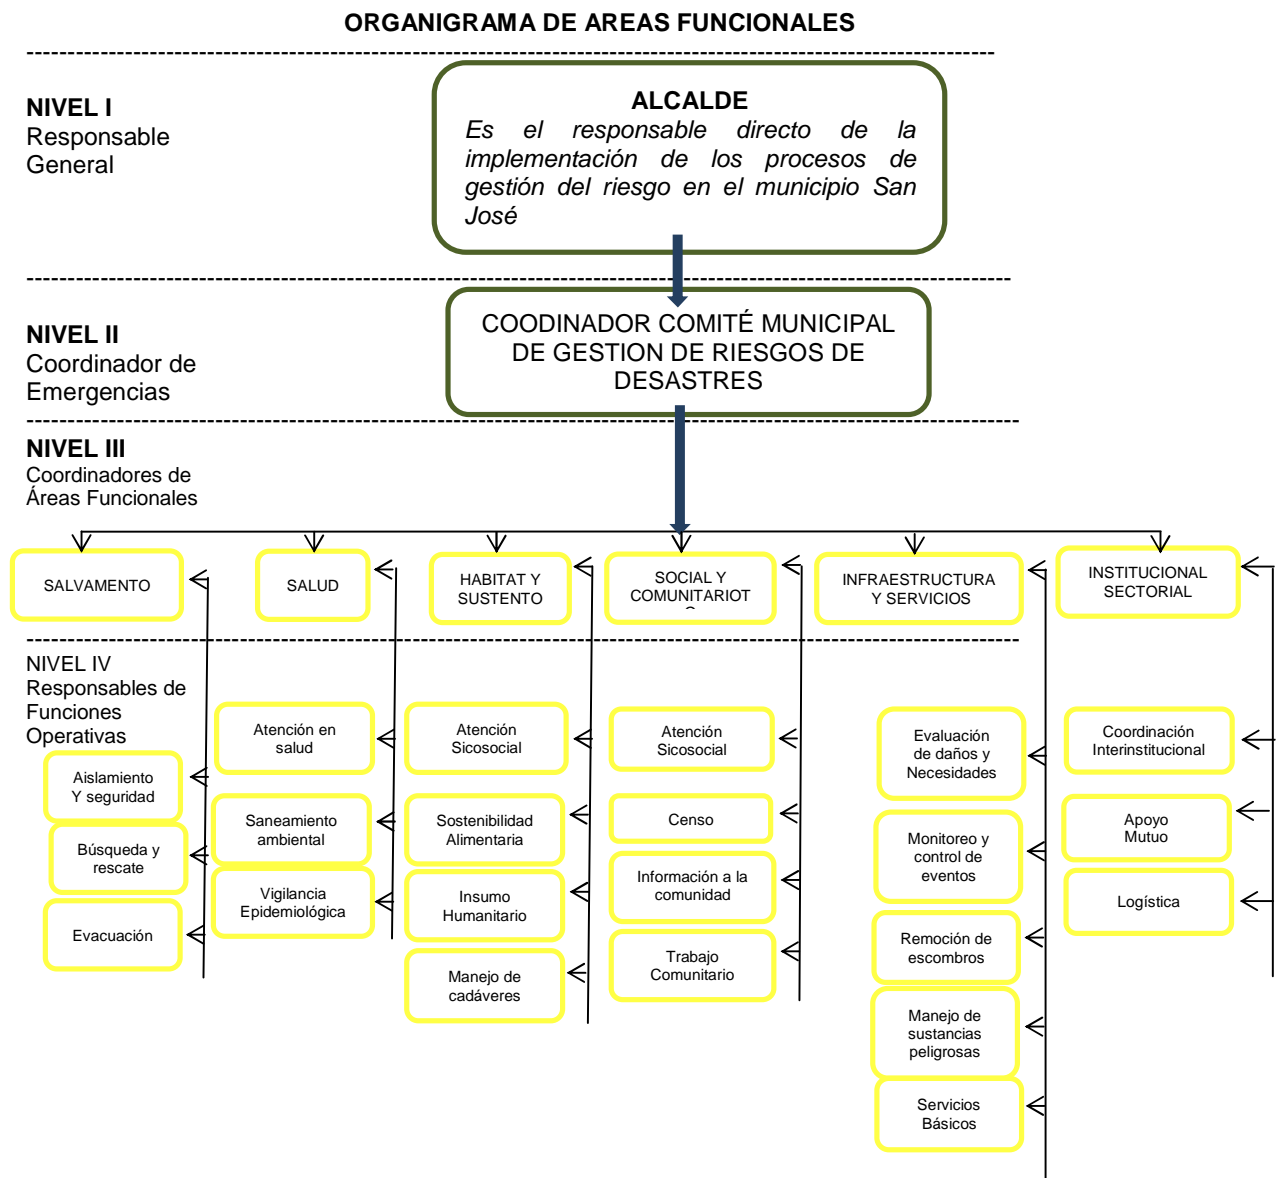 ORGANIGRAMA DE AREAS FUNCIONALES
NIVEL I
Responsable
General
ALCALDE
Es el responsable directo de la
implementación de los procesos de
gestión del riesgo en el municipio San
José
NIVEL II
Coordinador de
Emergencias
COODINADOR COMITÉ MUNICIPAL
DE GESTION DE RIESGOS DE
DESASTRES
NIVEL III
Coordinadores de
Áreas Funcionales
SALVAMENTO
SALUD
HABITAT Y
SUSTENTO
SOCIAL Y
COMUNITARIOT
INFRAESTRUCTURA
Y SERVICIOS
INSTITUCIONAL
SECTORIAL
NIVEL IV
Responsables de
Funciones
Operativas
Aislamiento
Y seguridad
Búsqueda y
rescate
Evacuación
Atención en
salud
Saneamiento
ambiental
Vigilancia
Epidemiológica
Atención
Sicosocial
Sostenibilidad
Alimentaria
Insumo
Humanitario
Manejo de
cadáveres
Atención
Sicosocial
Censo
Información a la
comunidad
Trabajo
Comunitario
Evaluación
de daños y
Necesidades
Monitoreo y
control de
eventos
Remoción de
escombros
Manejo de
sustancias
peligrosas
Servicios
Básicos
Coordinación
Interinstitucional
Apoyo
Mutuo
Logística